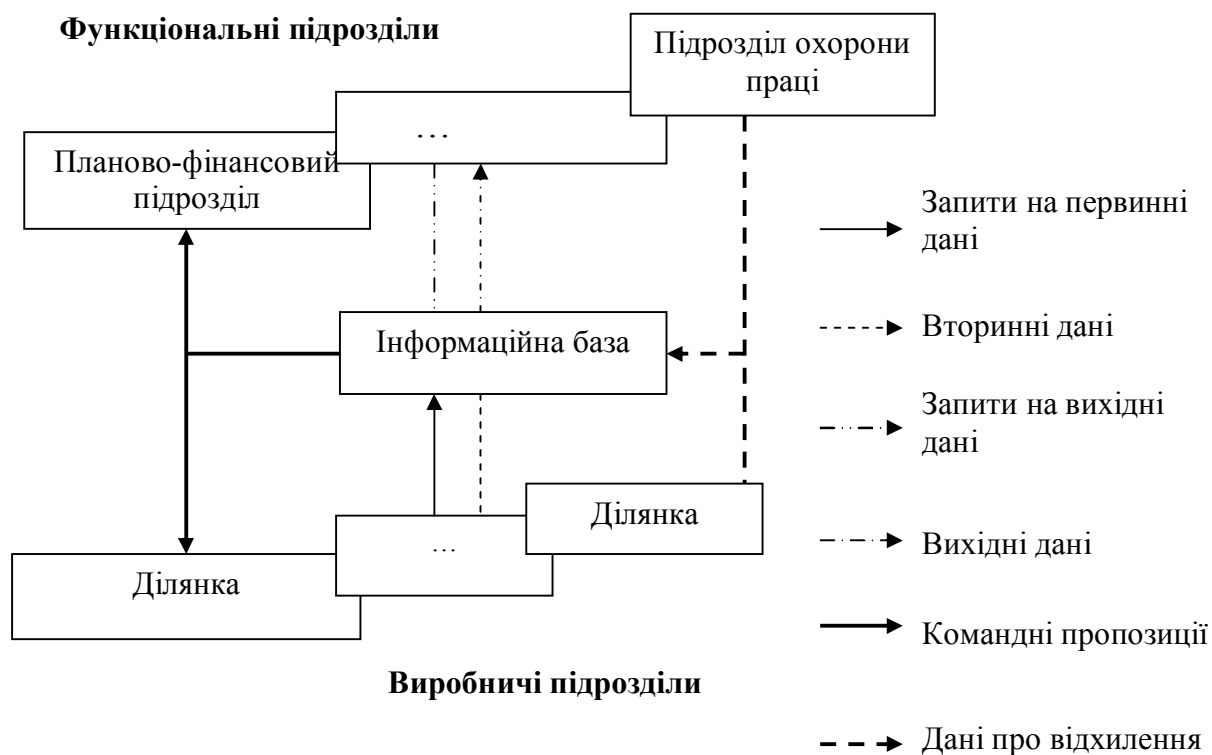 Функціональні підрозділи
Підрозділ охорони
праці
…
Планово-фінансовий
підрозділ
Інформаційна база
Ділянка
…
Ділянка
Виробничі підрозділи
Запити на первинні
дані
Вторинні дані
Запити на вихідні
дані
Вихідні дані
Командні пропозиції
Дані про відхилення